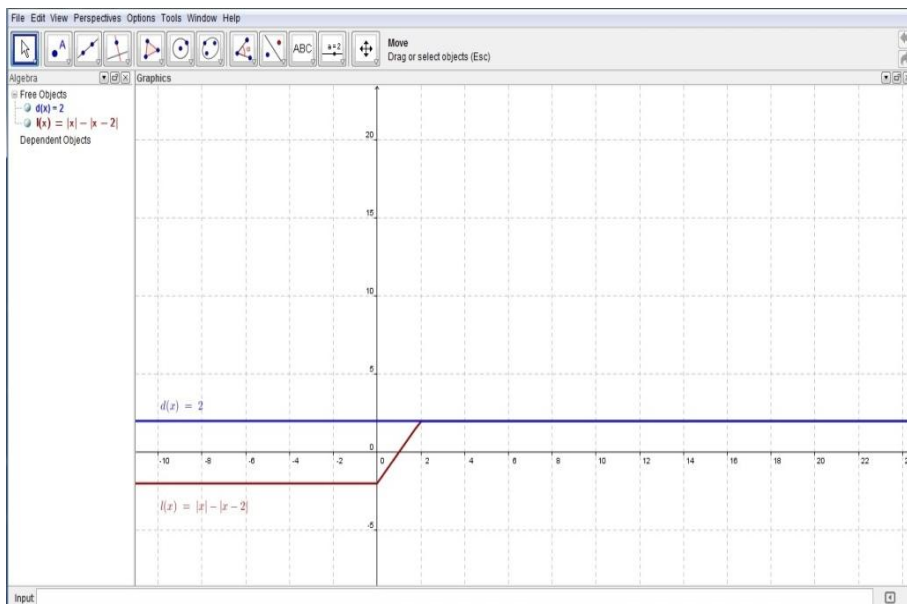 File Edit View Perspectives Options Tools Window Help
A
ABC
a=2
Move
Drag or select objects (Esc)
Algebra
Graphics
Free Objects
d(x) = 2
l(x) = |x| − |x − 2|
Dependent Objects
20
15
10
5
d(x) = 2
0
-10 -8 -6 -4 -2 0 2 4 6 8 10 12 14 16 18 20 22
l(x) = |x| − |x − 2|
-5
Input